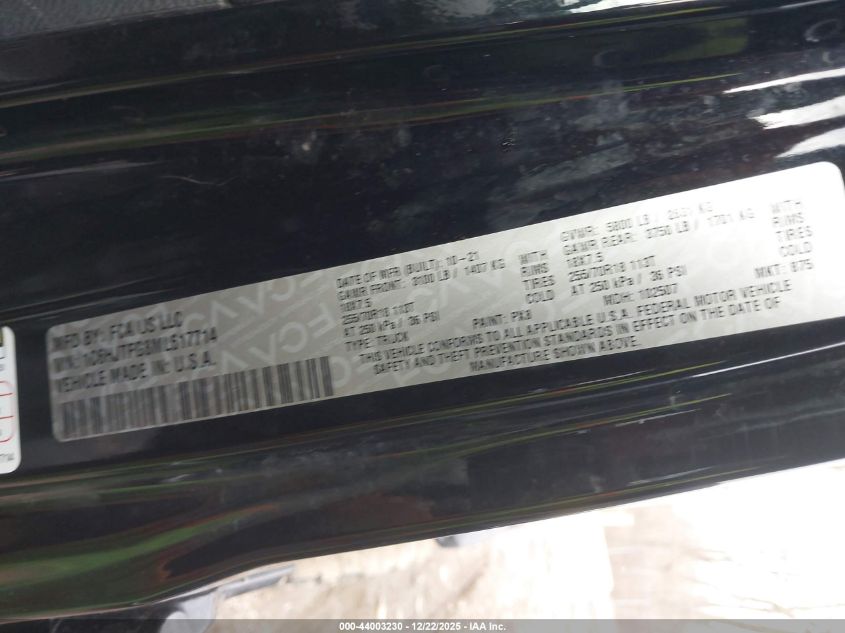 MFD BY: FCA US LLC
VIN: 1C6HJTFG8ML517714
VEHICLE MADE IN: U.S.A.
DATE OF MFR (BUILT): 10-21
GAWR FRONT: 3100 LB / 1407 KG WITH
18X7.5 RIMS
255/70R18 113T TIRES
AT 250 kPa / 36 PSI COLD
TYPE: TRUCK PAINT: PX8
GVWR: 5800 LB / 2631 KG
GAWR REAR: 3750 LB / 1701 KG WITH
18X7.5 RIMS
255/70R18 113T TIRES
AT 250 kPa / 36 PSI COLD
MDH: 102507 MKT: 875
THIS VEHICLE CONFORMS TO ALL APPLICABLE U.S.A. FEDERAL MOTOR VEHICLE
SAFETY AND THEFT PREVENTION STANDARDS IN EFFECT ON THE DATE OF
MANUFACTURE SHOWN ABOVE.
000-44003230 - 12/22/2025 - IAA Inc.